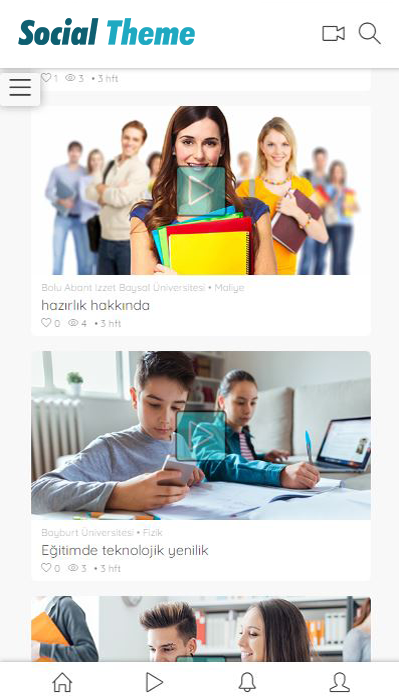 Social Theme
1 3 • 3 hft
Bolu Abant İzzet Baysal Üniversitesi • Maliye
hazırlık hakkında
0 4 • 3 hft
Bayburt Üniversitesi • Fizik
Eğitimde teknolojik yenilik
0 3 • 3 hft